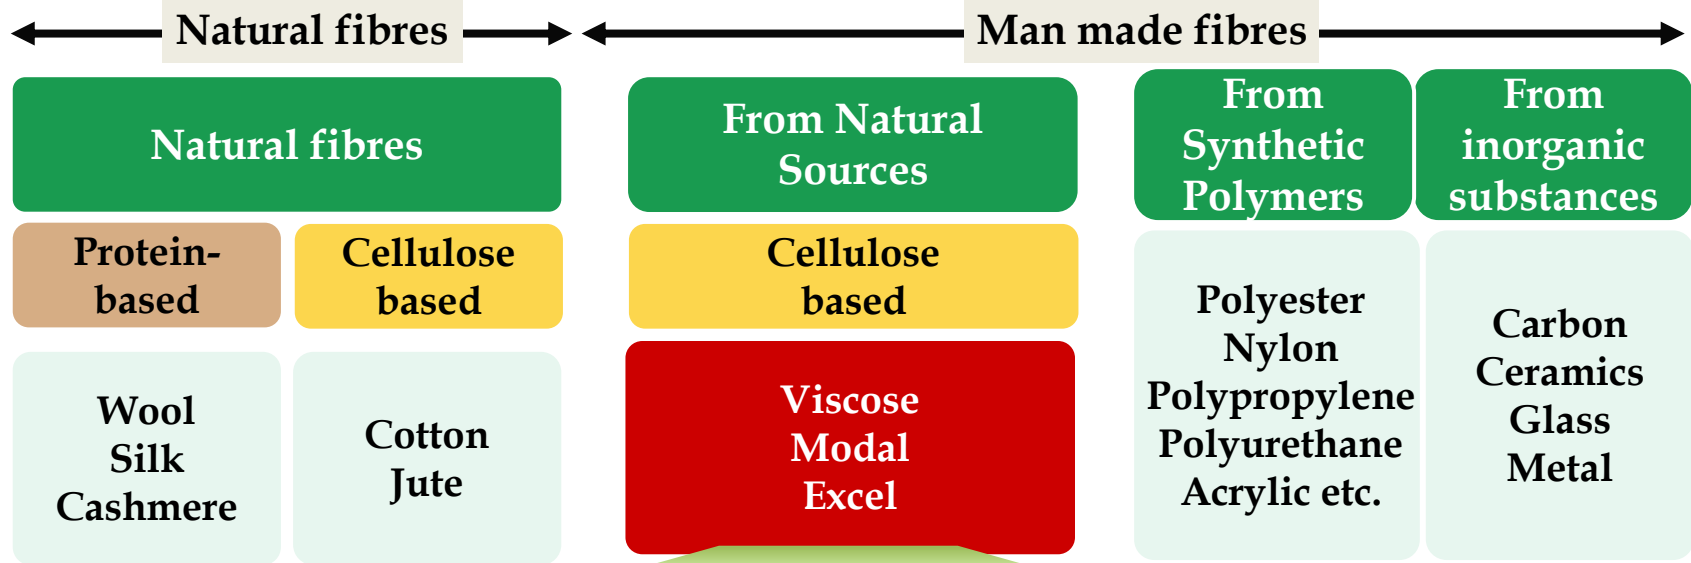 Natural fibres
Man made fibres
Natural fibres
From Natural
Sources
From
Synthetic
Polymers
From
inorganic
substances
Protein-
based
Cellulose
based
Cellulose
based
Wool
Silk
Cashmere
Cotton
Jute
Viscose
Modal
Excel
Polyester
Nylon
Polypropylene
Polyurethane
Acrylic etc.
Carbon
Ceramics
Glass
Metal